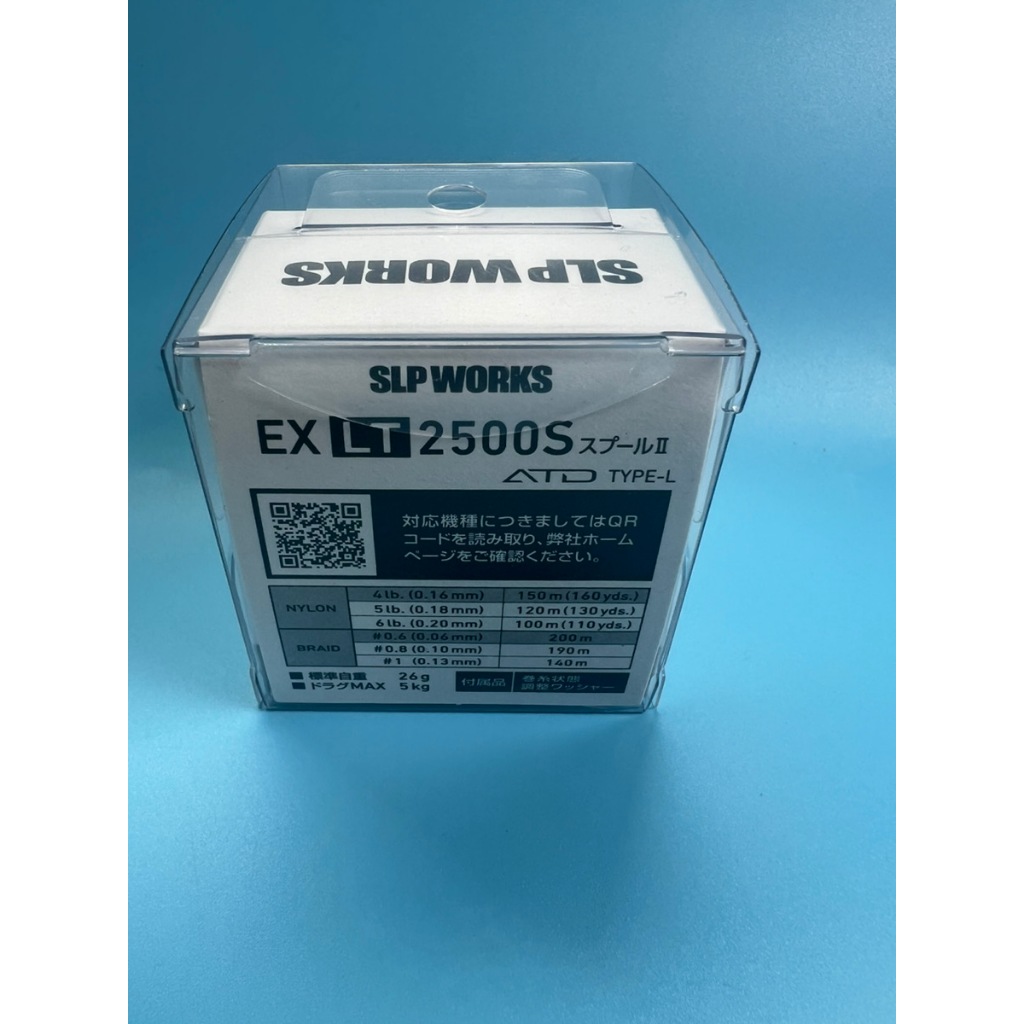 SLP WORKS
SLP WORKS
EX LT 2500S スプールⅡ
ATD TYPE-L
対応機種につきましてはQR
コードを読み取り、弊社ホーム
ページをご確認ください。
NYLON
4lb. (0.16mm) 150m (160yds.)
5lb. (0.18mm) 120m (130yds.)
6lb. (0.20mm) 100m (110yds.)
BRAID
#0.6 (0.06mm) 200m
#0.8 (0.10mm) 190m
#1 (0.13mm) 140m
■ 標準自重 26g
■ ドラグMAX 5kg
付属品
巻糸状態
調整ワッシャー